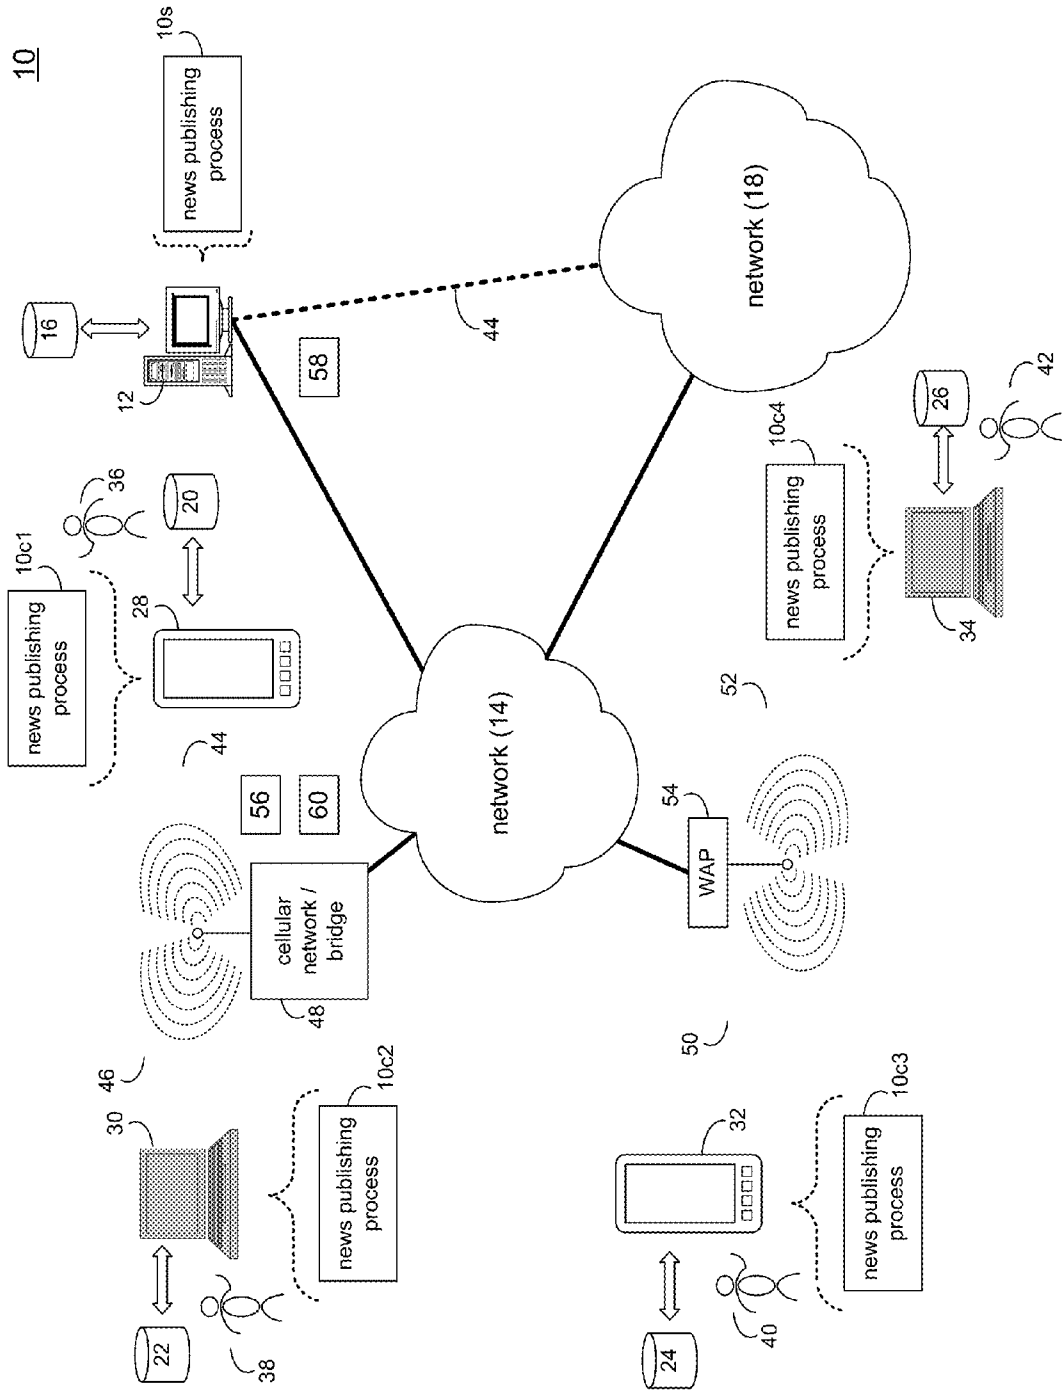 10
10c1
news publishing
process
16
36
46
30
12
28
22
20
10s
news publishing
process
44
38
56
cellular
network /
bridge
48
60
58
10c2
news publishing
process
44
network (14)
24
54
50
WAP
52
32
network (18)
40
10c4
news publishing
process
10c3
news publishing
process
26
34
42